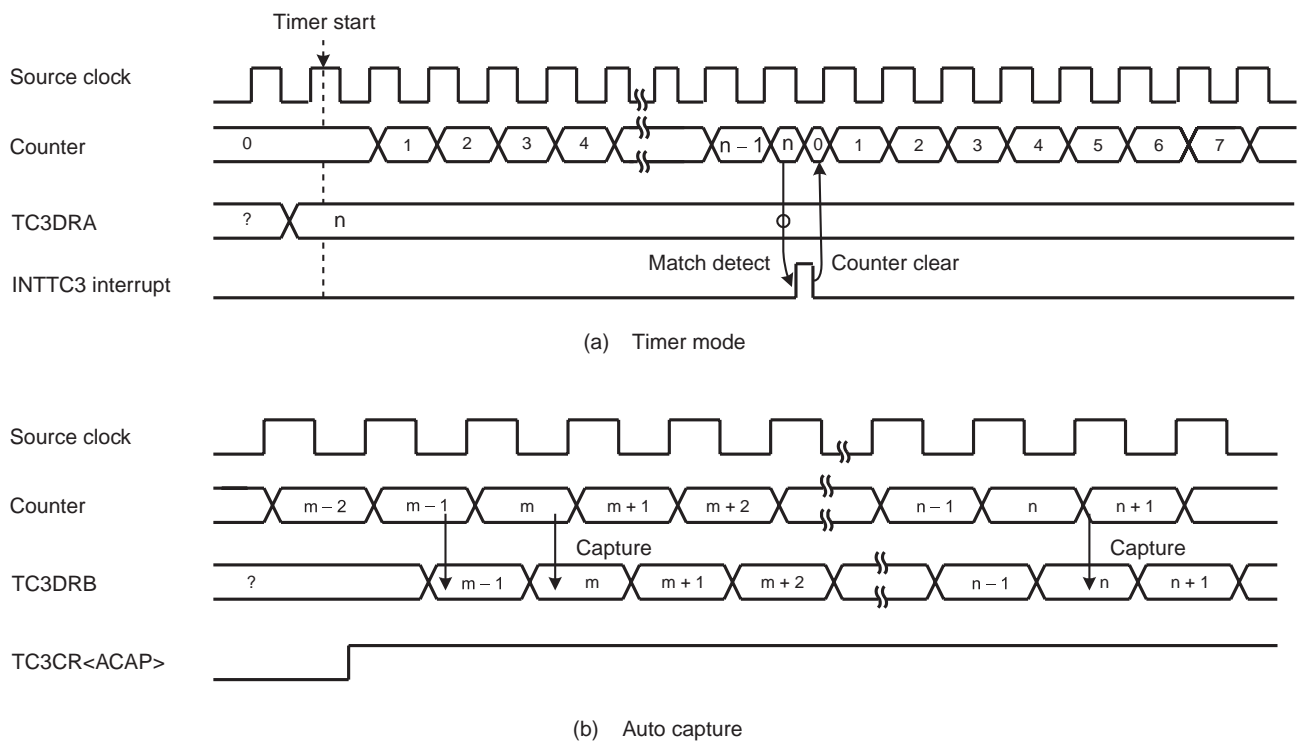 Timer start
Source clock
Counter 0 1 2 3 4 n – 1 n 0 1 2 3 4 5 6 7
TC3DRA ? n
Match detect Counter clear
INTTC3 interrupt
(a) Timer mode
Source clock
Counter m – 2 m – 1 m m + 1 m + 2 n – 1 n n + 1
Capture Capture
TC3DRB ? m – 1 m m + 1 m + 2 n – 1 n n + 1
TC3CR<ACAP>
(b) Auto capture